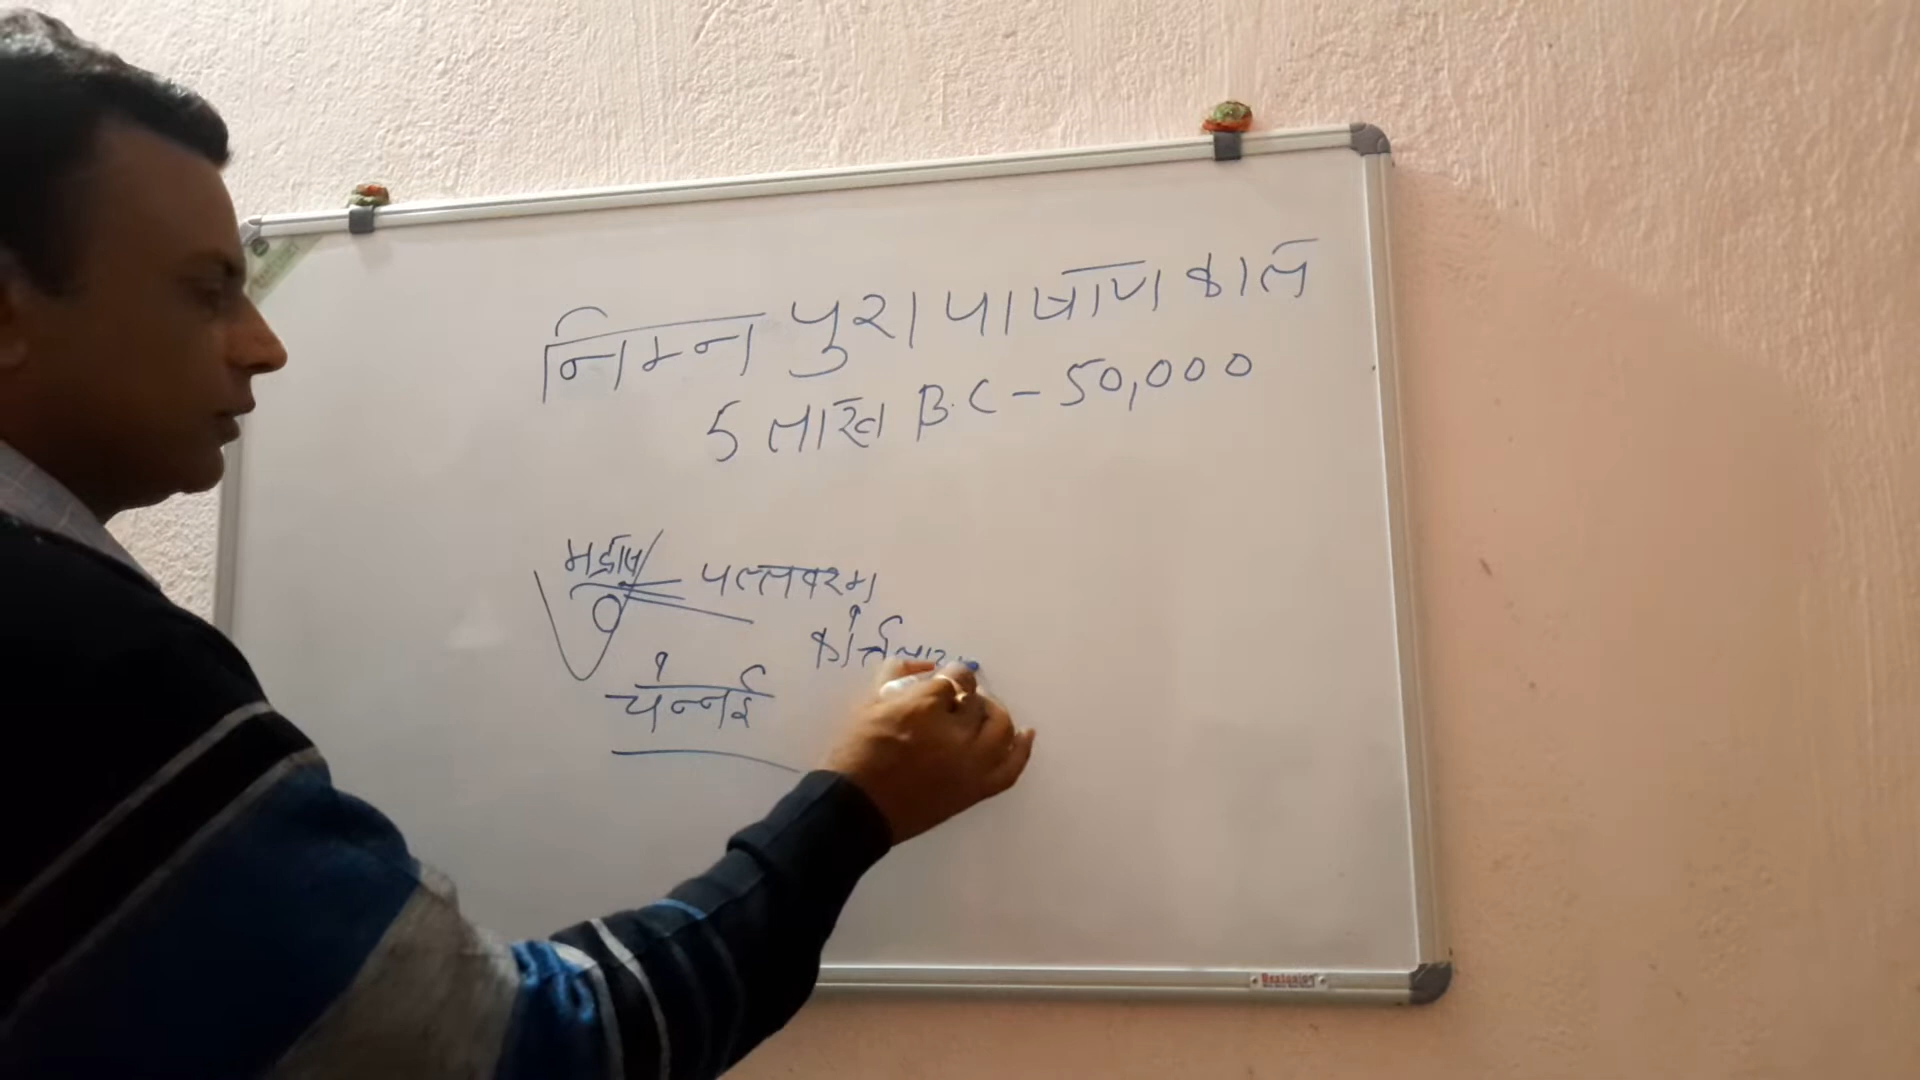 निम्न पुरा पाषाण काल
5 लाख B.C - 50,000
मद्रास
पल्लवरम
चेन्नई